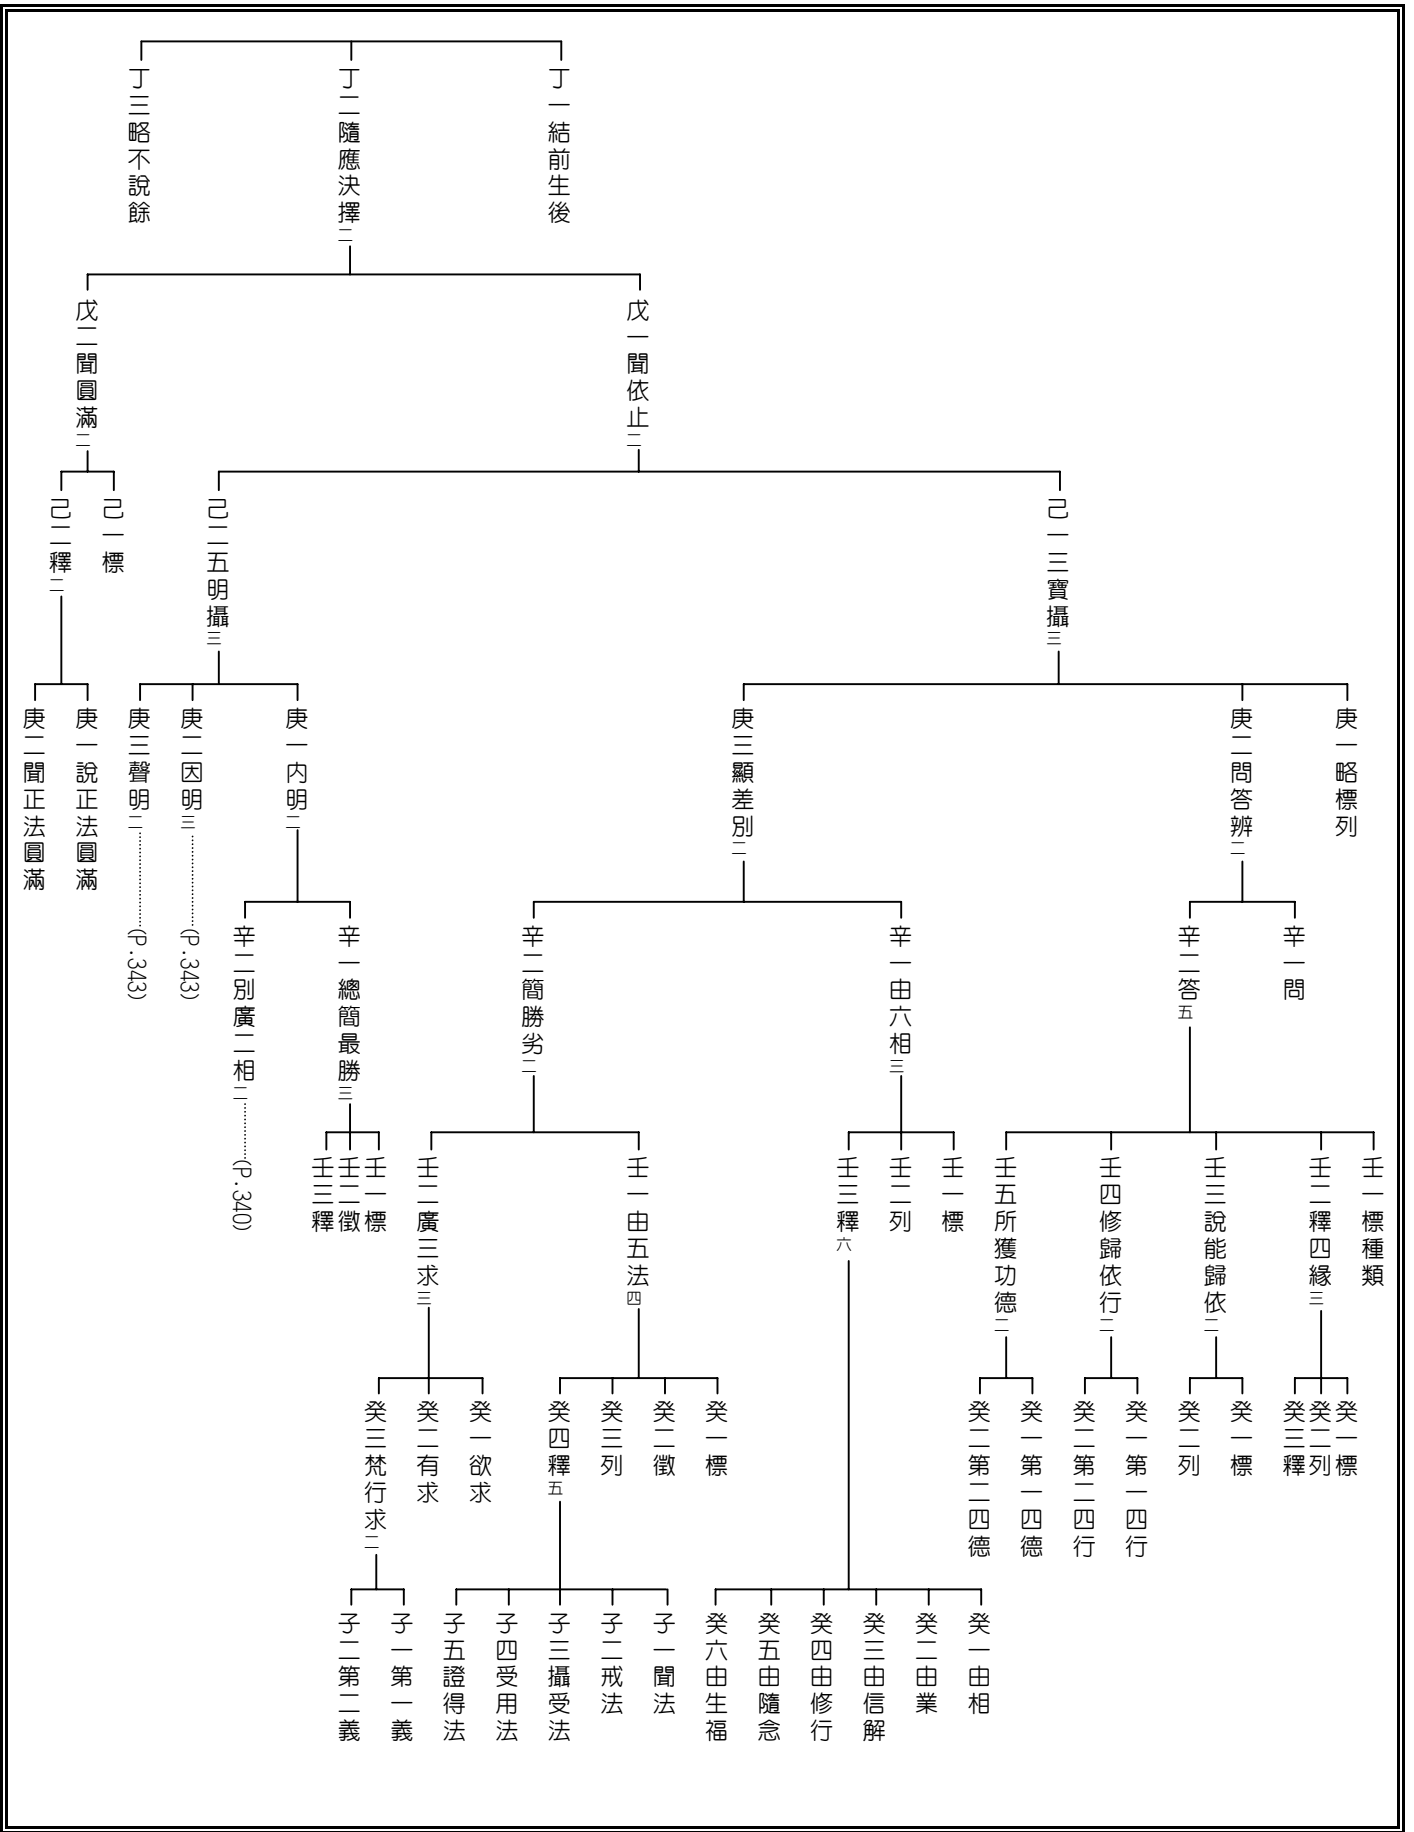 丁一結前生後
丁二隨應決擇二
丁三略不說餘
戊一聞依止二
戊二聞圓滿二
己一三寶攝三
己二五明攝三
己一標
己二釋二
庚一略標列
庚二問答辨二
庚三顯差別二
庚一內明二
庚二因明三…………(P.343)
庚三聲明二…………(P.343)
庚一說正法圓滿
庚二聞正法圓滿
辛一問
辛二答五
辛一由六相三
辛二簡勝劣二
辛一總簡最勝三
辛二別廣二相二………(P.340)
壬一標種類
壬二釋四緣三
壬三說能歸依二
壬四修歸依行二
壬五所獲功德二
壬一標
壬二列
壬三釋六
壬一由五法四
壬二廣三求三
壬一標
壬二徵
壬三釋
癸一標
癸二列
癸三釋
癸一標
癸二列
癸一第一四行
癸二第二四行
癸一第一四德
癸二第二四德
癸一標
癸二徵
癸三列
癸四釋五
癸一欲求
癸二有求
癸三梵行求二
癸一由相
癸二由業
癸三由信解
癸四由修行
癸五由隨念
癸六由生福
子一聞法
子二戒法
子三攝受法
子四受用法
子五證得法
子一第一義
子二第二義